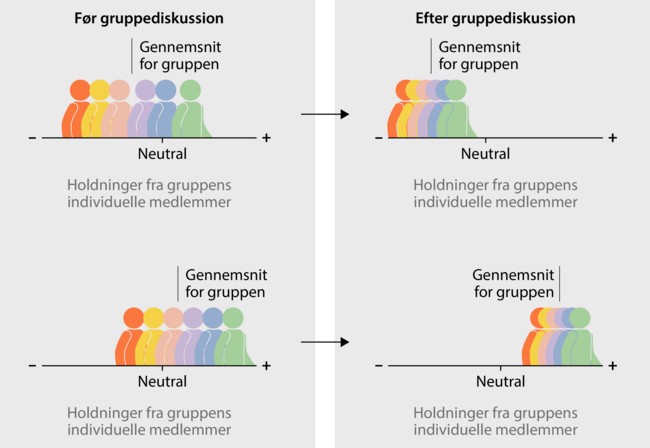 Før gruppediskussion
Efter gruppediskussion
Gennemsnit
for gruppen
Gennemsnit
for gruppen
-
+
-
+
Neutral
Neutral
Holdninger fra gruppens
individuelle medlemmer
Holdninger fra gruppens
individuelle medlemmer
Gennemsnit
for gruppen
Gennemsnit
for gruppen
-
+
-
+
Neutral
Neutral
Holdninger fra gruppens
individuelle medlemmer
Holdninger fra gruppens
individuelle medlemmer